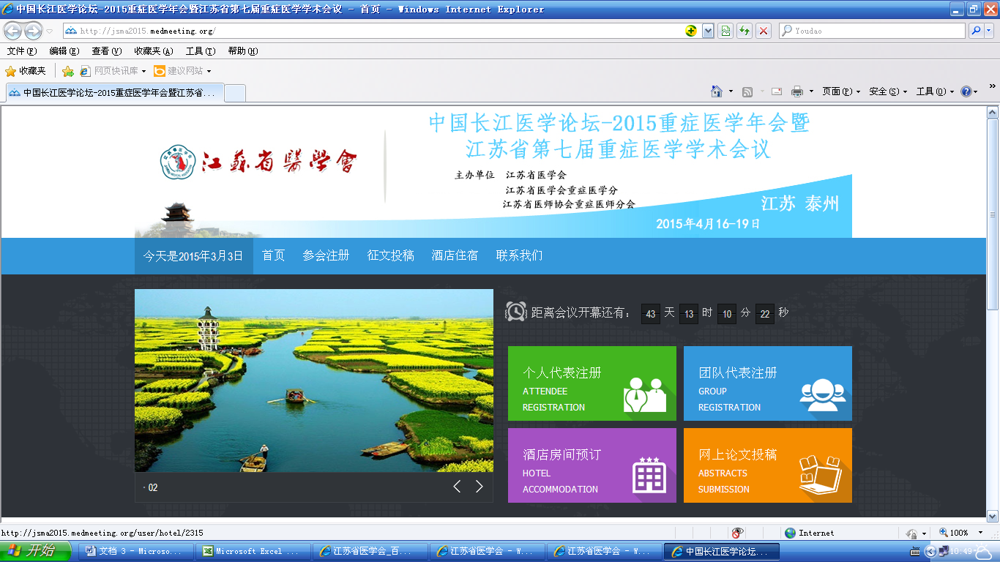 中国长江医学论坛-2015重症医学年会暨江苏省第七届重症医学学术会议 - 首页 - Windows Internet Explorer
http://jsma2015.medmeeting.org/
Youdao
文件(F) 编辑(E) 查看(V) 收藏夹(A) 工具(T) 帮助(H)
收藏夹 网页快讯库 建议网站
中国长江医学论坛-2015重症医学年会暨江苏省...
页面(P) 安全(S) 工具(O) »
中国长江医学论坛-2015重症医学年会暨
江苏省第七届重症医学学术会议
江蘇省醫學會
主办单位 江苏省医学会
江苏省医学会重症医学分
江苏省医师协会重症医师分会
江苏 泰州
2015年4月16-19日
今天是2015年3月3日 首页 参会注册 征文投稿 酒店住宿 联系我们
距离会议开幕还有: 43 天 13 时 10 分 22 秒
个人代表注册
ATTENDEE
REGISTRATION
团队代表注册
GROUP
REGISTRATION
酒店房间预订
HOTEL
ACCOMMODATION
网上论文投稿
ABSTRACTS
SUBMISSION
· 02
http://jsma2015.medmeeting.org/user/hotel/2315
Internet
100%
开始
文档 3 - Microso...
Microsoft Excel ...
江苏省医学会_百...
江苏省医学会 - W...
江苏省医学会 - W...
中国长江医学论坛...
10:49